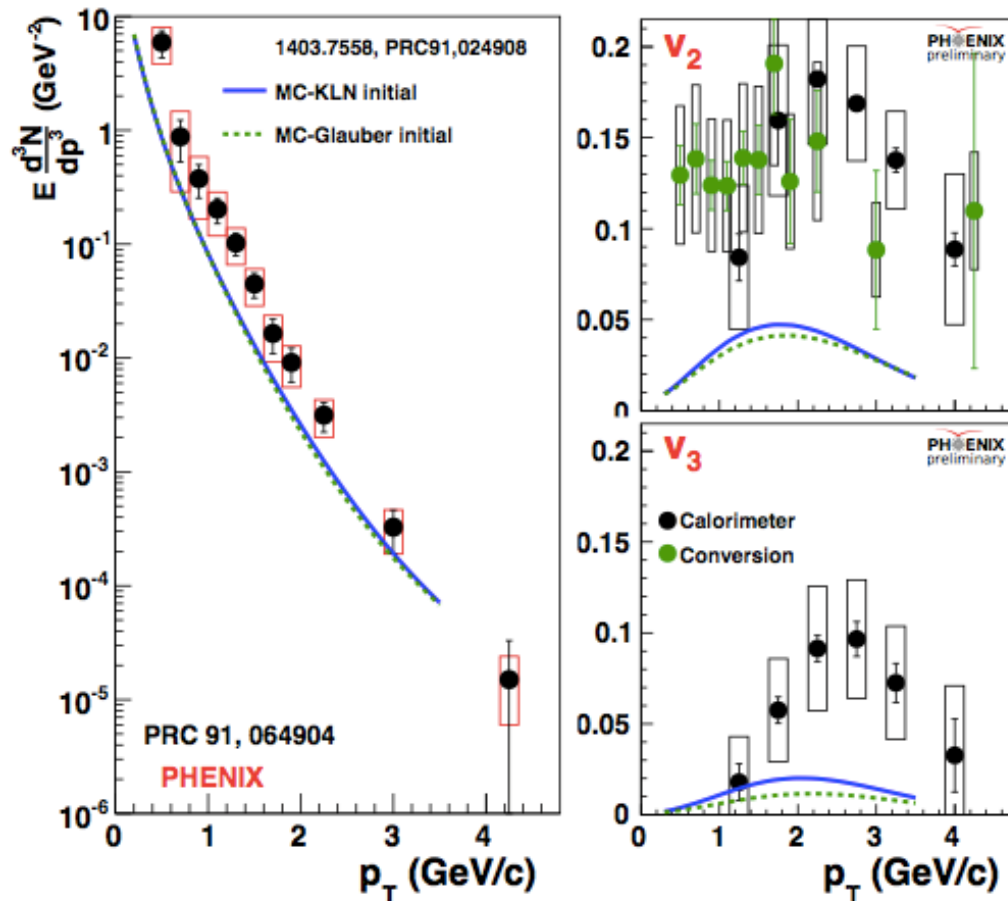 E d³N/dp³ (GeV⁻²)
10
1
10⁻¹
10⁻²
10⁻³
10⁻⁴
10⁻⁵
10⁻⁶
1403.7558, PRC91,024908
MC-KLN initial
MC-Glauber initial
PRC 91, 064904
PHENIX
0 1 2 3 4
p_T (GeV/c)
v₂
PHENIX
preliminary
0.2
0.15
0.1
0.05
0
v₃
PHENIX
preliminary
Calorimeter
Conversion
0.2
0.15
0.1
0.05
0
0 1 2 3 4
p_T (GeV/c)